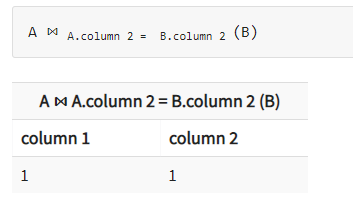 A ⋈ A.column 2 = B.column 2 (B)
A ⋈ A.column 2 = B.column 2 (B)
column 1 column 2
1 1